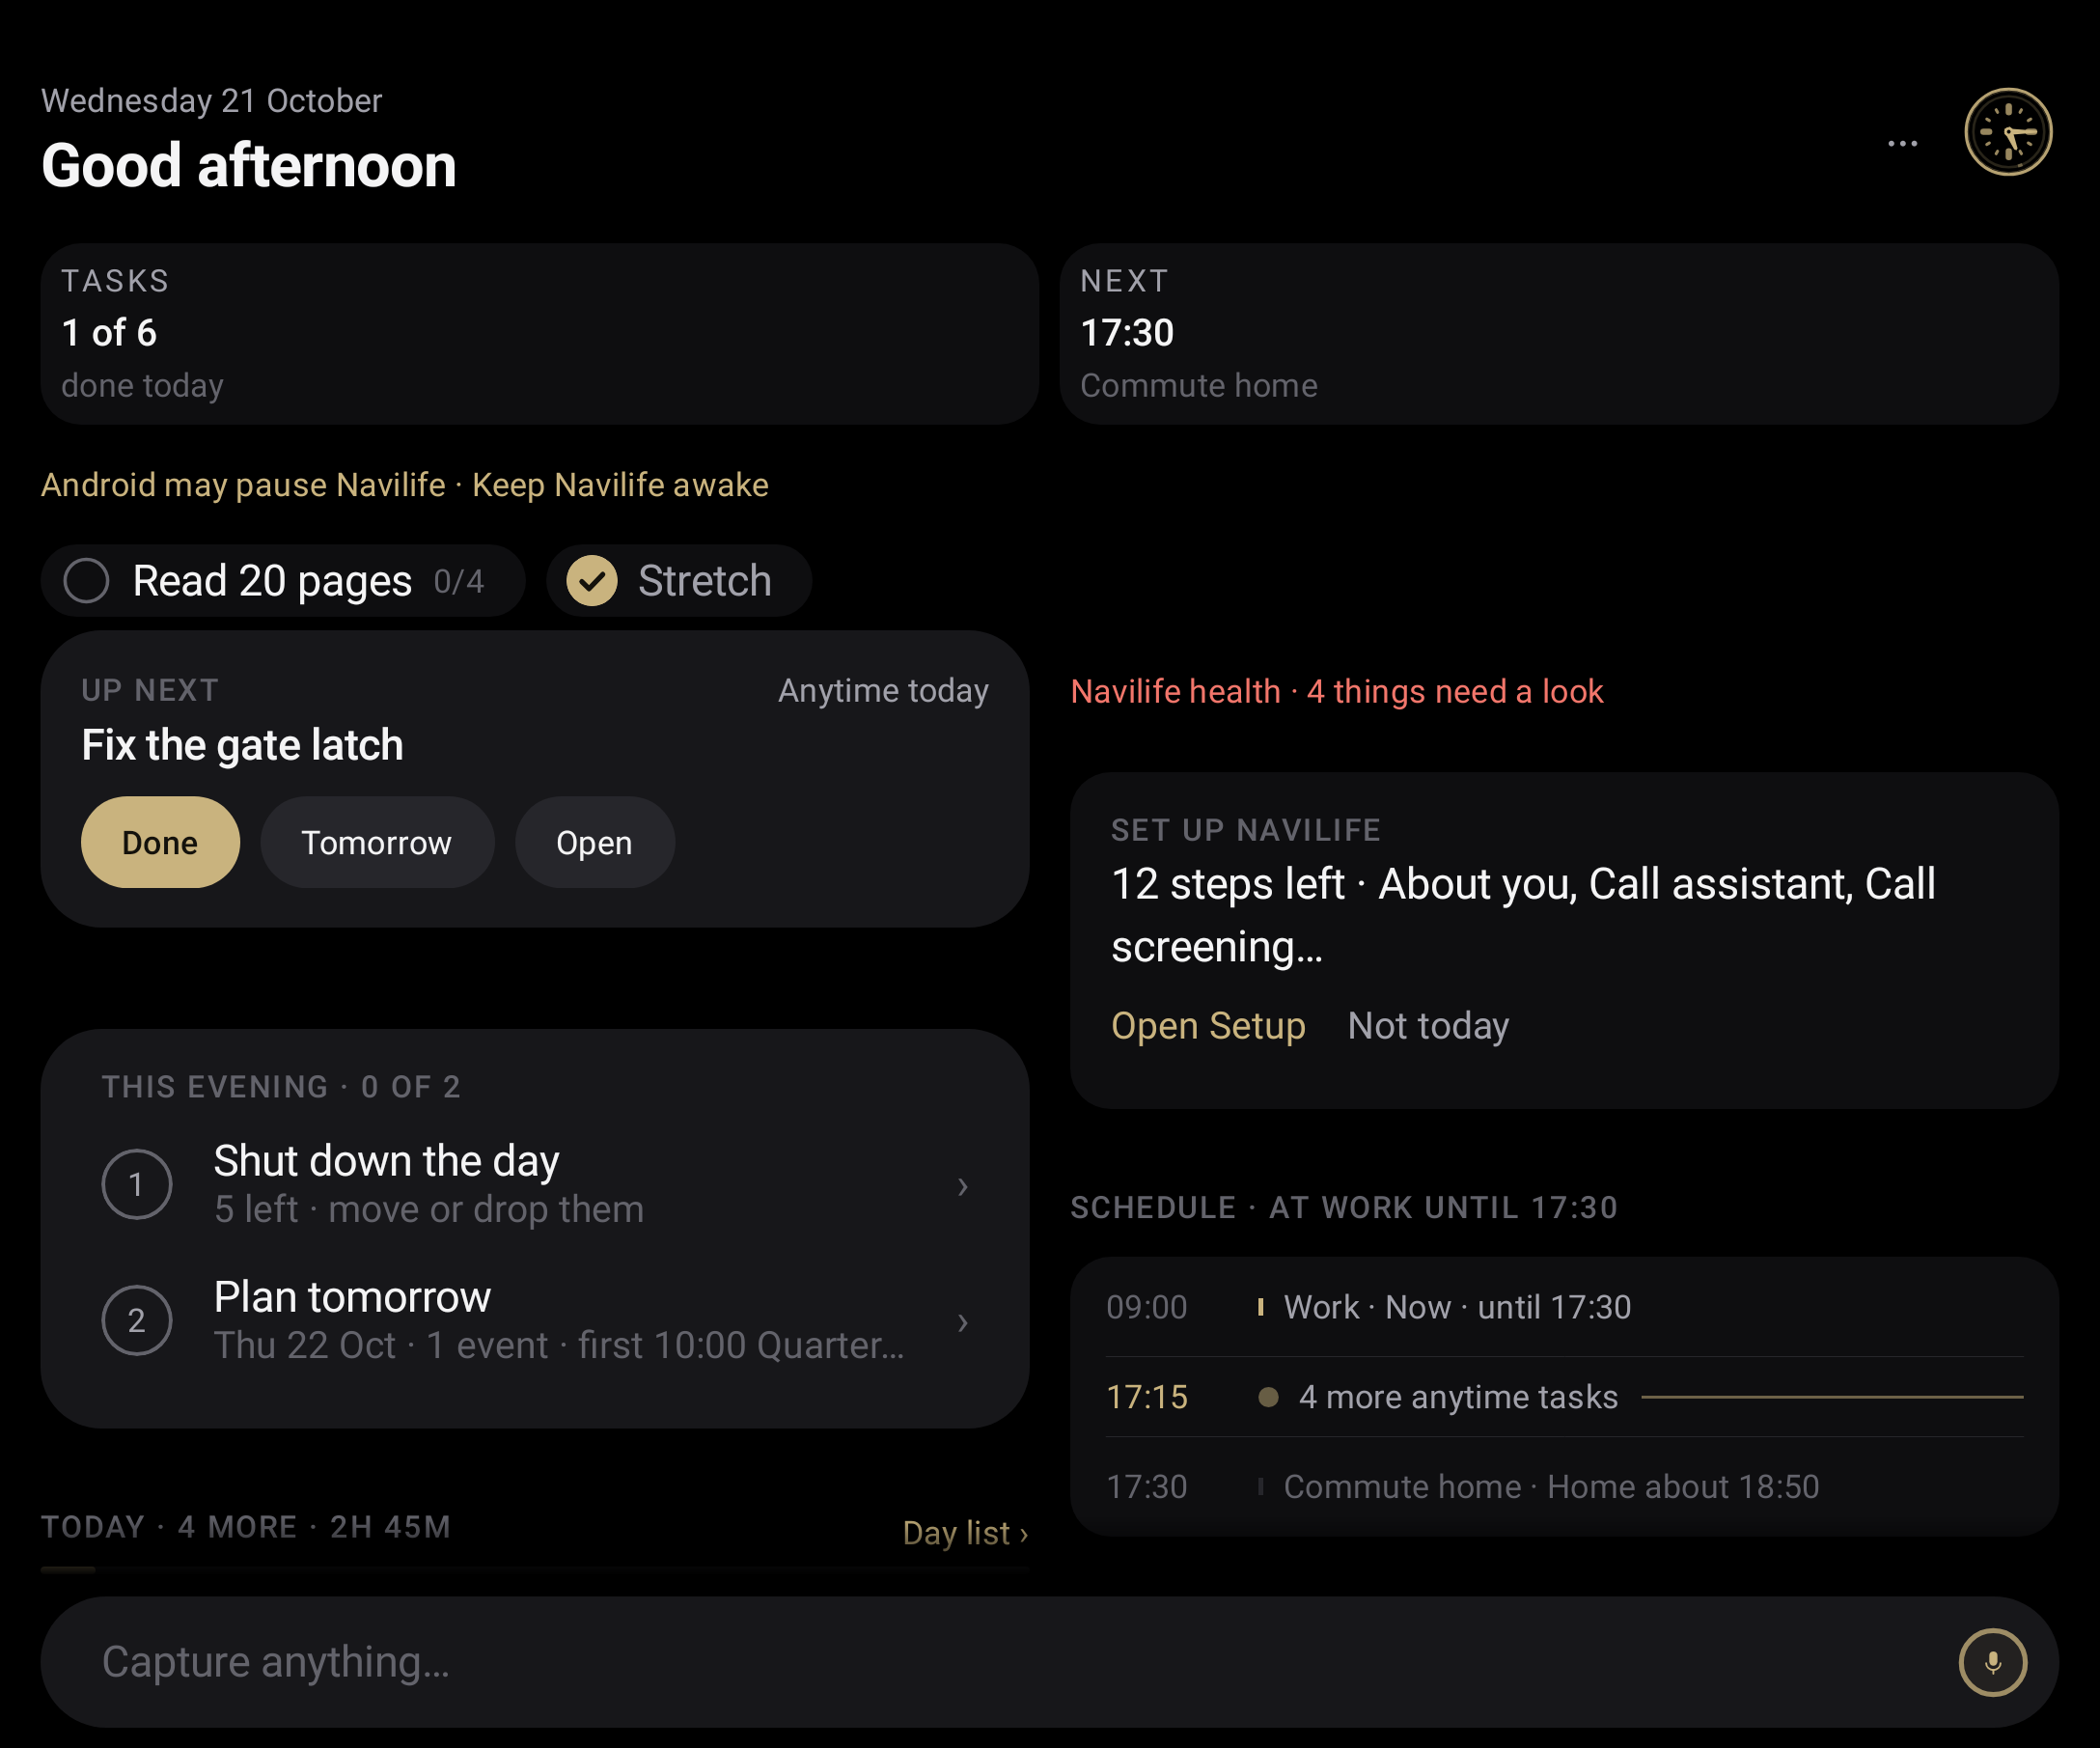 Wednesday 21 October
Good afternoon
TASKS
1 of 6
done today
NEXT
17:30
Commute home
Android may pause Navilife · Keep Navilife awake
Read 20 pages 0/4
Stretch
UP NEXT
Anytime today
Fix the gate latch
Done
Tomorrow
Open
THIS EVENING · 0 OF 2
1
Shut down the day
5 left · move or drop them
2
Plan tomorrow
Thu 22 Oct · 1 event · first 10:00 Quarter…
TODAY · 4 MORE · 2H 45M
Day list ›
Navilife health · 4 things need a look
SET UP NAVILIFE
12 steps left · About you, Call assistant, Call
screening…
Open Setup
Not today
SCHEDULE · AT WORK UNTIL 17:30
09:00 Work · Now · until 17:30
17:15 4 more anytime tasks
17:30 Commute home · Home about 18:50
Capture anything…